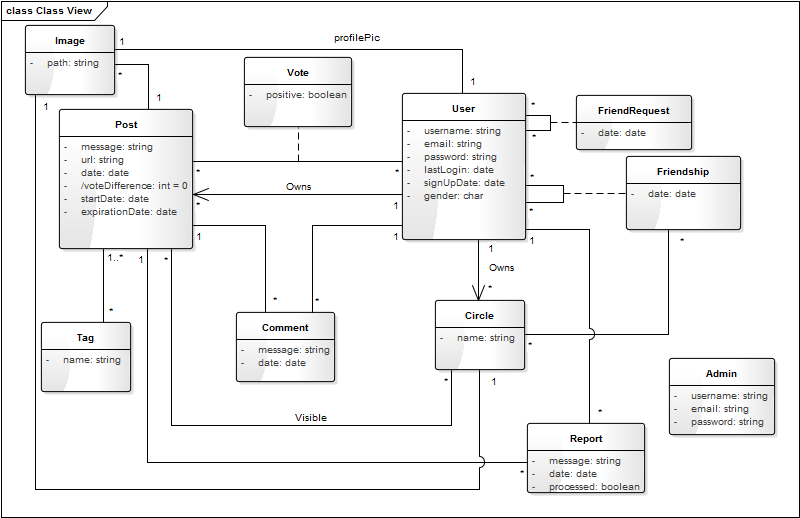 class Class View
Image
- path: string
1
profilePic
1
*
1
1
Vote
- positive: boolean
Post
- message: string
- url: string
- date: date
- /voteDifference: int = 0
- startDate: date
- expirationDate: date
User
- username: string
- email: string
- password: string
- lastLogin: date
- signUpDate: date
- gender: char
*
*
FriendRequest
- date: date
*
*
Friendship
- date: date
*
*
*
Owns
*
1
1
1
1
1
Owns
*
1..*
1
*
*
Tag
- name: string
*
*
Comment
- message: string
- date: date
Circle
- name: string
*
*
1
Visible
Admin
- username: string
- email: string
- password: string
*
*
Report
- message: string
- date: date
- processed: boolean